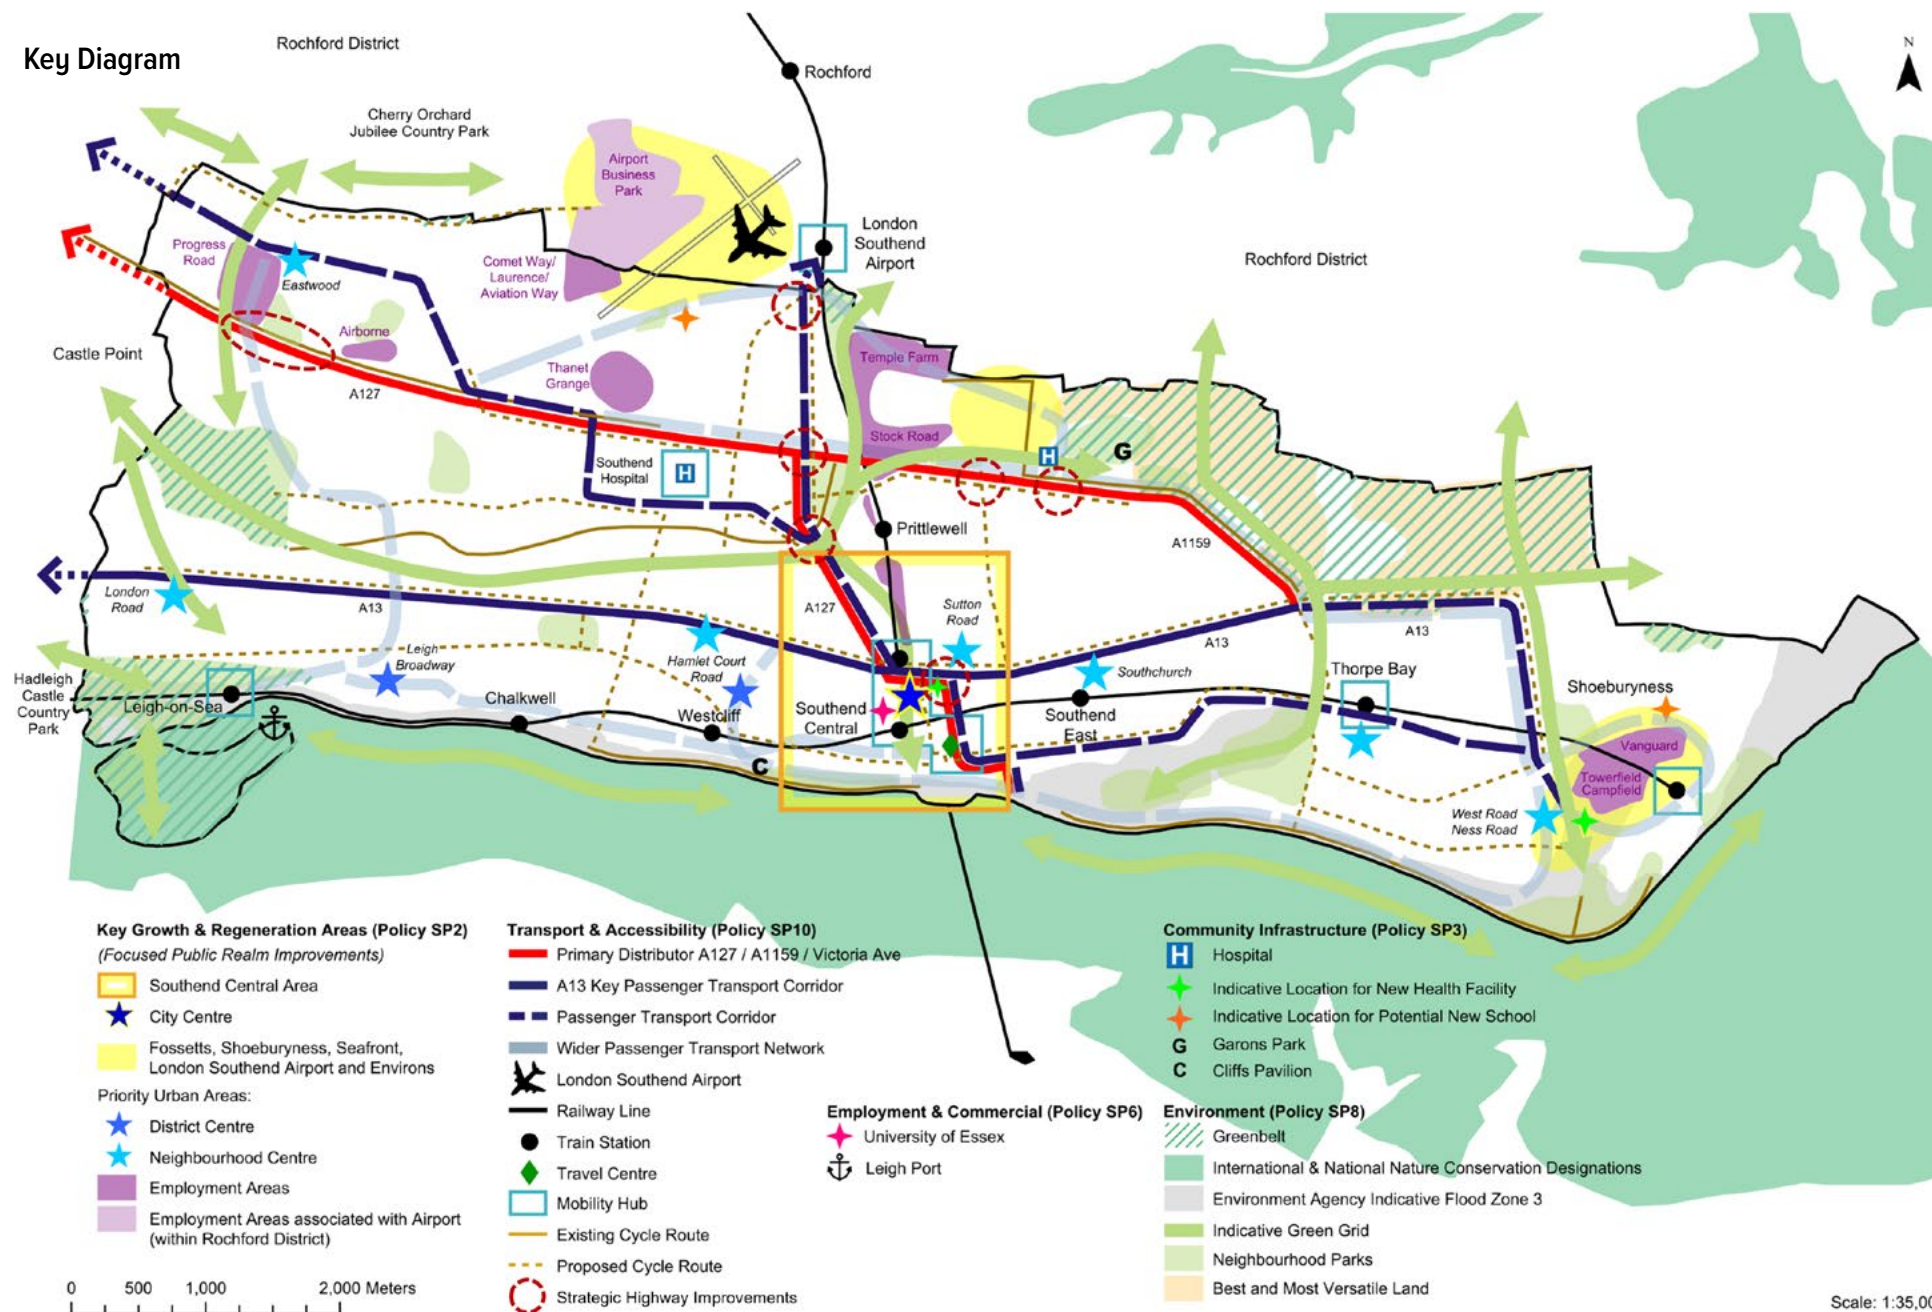 Key Diagram
Rochford District
Rochford
N
Cherry Orchard
Jubilee Country Park
Airport
Business
Park
London
Southend
Airport
Rochford District
Progress
Road
Eastwood
Comet Way/
Laurence/
Aviation Way
Airborne
Castle Point
A127
Thanet
Grange
Temple Farm
Stock Road
G
H
Southend
Hospital
H
Prittlewell
A1159
London
Road
A13
A127
Sutton
Road
A13
A13
Leigh
Broadway
Hamlet Court
Road
Southchurch
Thorpe Bay
Shoeburyness
Hadleigh
Castle
Country
Park
Leigh-on-Sea
Chalkwell
Westcliff
Southend
Central
Southend
East
C
Vanguard
Towerfield
Campfield
West Road
Ness Road
Key Growth & Regeneration Areas (Policy SP2)
(Focused Public Realm Improvements)
Southend Central Area
City Centre
Fossetts, Shoeburyness, Seafront,
London Southend Airport and Environs
Priority Urban Areas:
District Centre
Neighbourhood Centre
Employment Areas
Employment Areas associated with Airport
(within Rochford District)
0 500 1,000 2,000 Meters
Transport & Accessibility (Policy SP10)
Primary Distributor A127 / A1159 / Victoria Ave
A13 Key Passenger Transport Corridor
Passenger Transport Corridor
Wider Passenger Transport Network
London Southend Airport
Railway Line
Train Station
Travel Centre
Mobility Hub
Existing Cycle Route
Proposed Cycle Route
Strategic Highway Improvements
Employment & Commercial (Policy SP6)
University of Essex
Leigh Port
Community Infrastructure (Policy SP3)
H Hospital
Indicative Location for New Health Facility
Indicative Location for Potential New School
G Garons Park
C Cliffs Pavilion
Environment (Policy SP8)
Greenbelt
International & National Nature Conservation Designations
Environment Agency Indicative Flood Zone 3
Indicative Green Grid
Neighbourhood Parks
Best and Most Versatile Land
Scale: